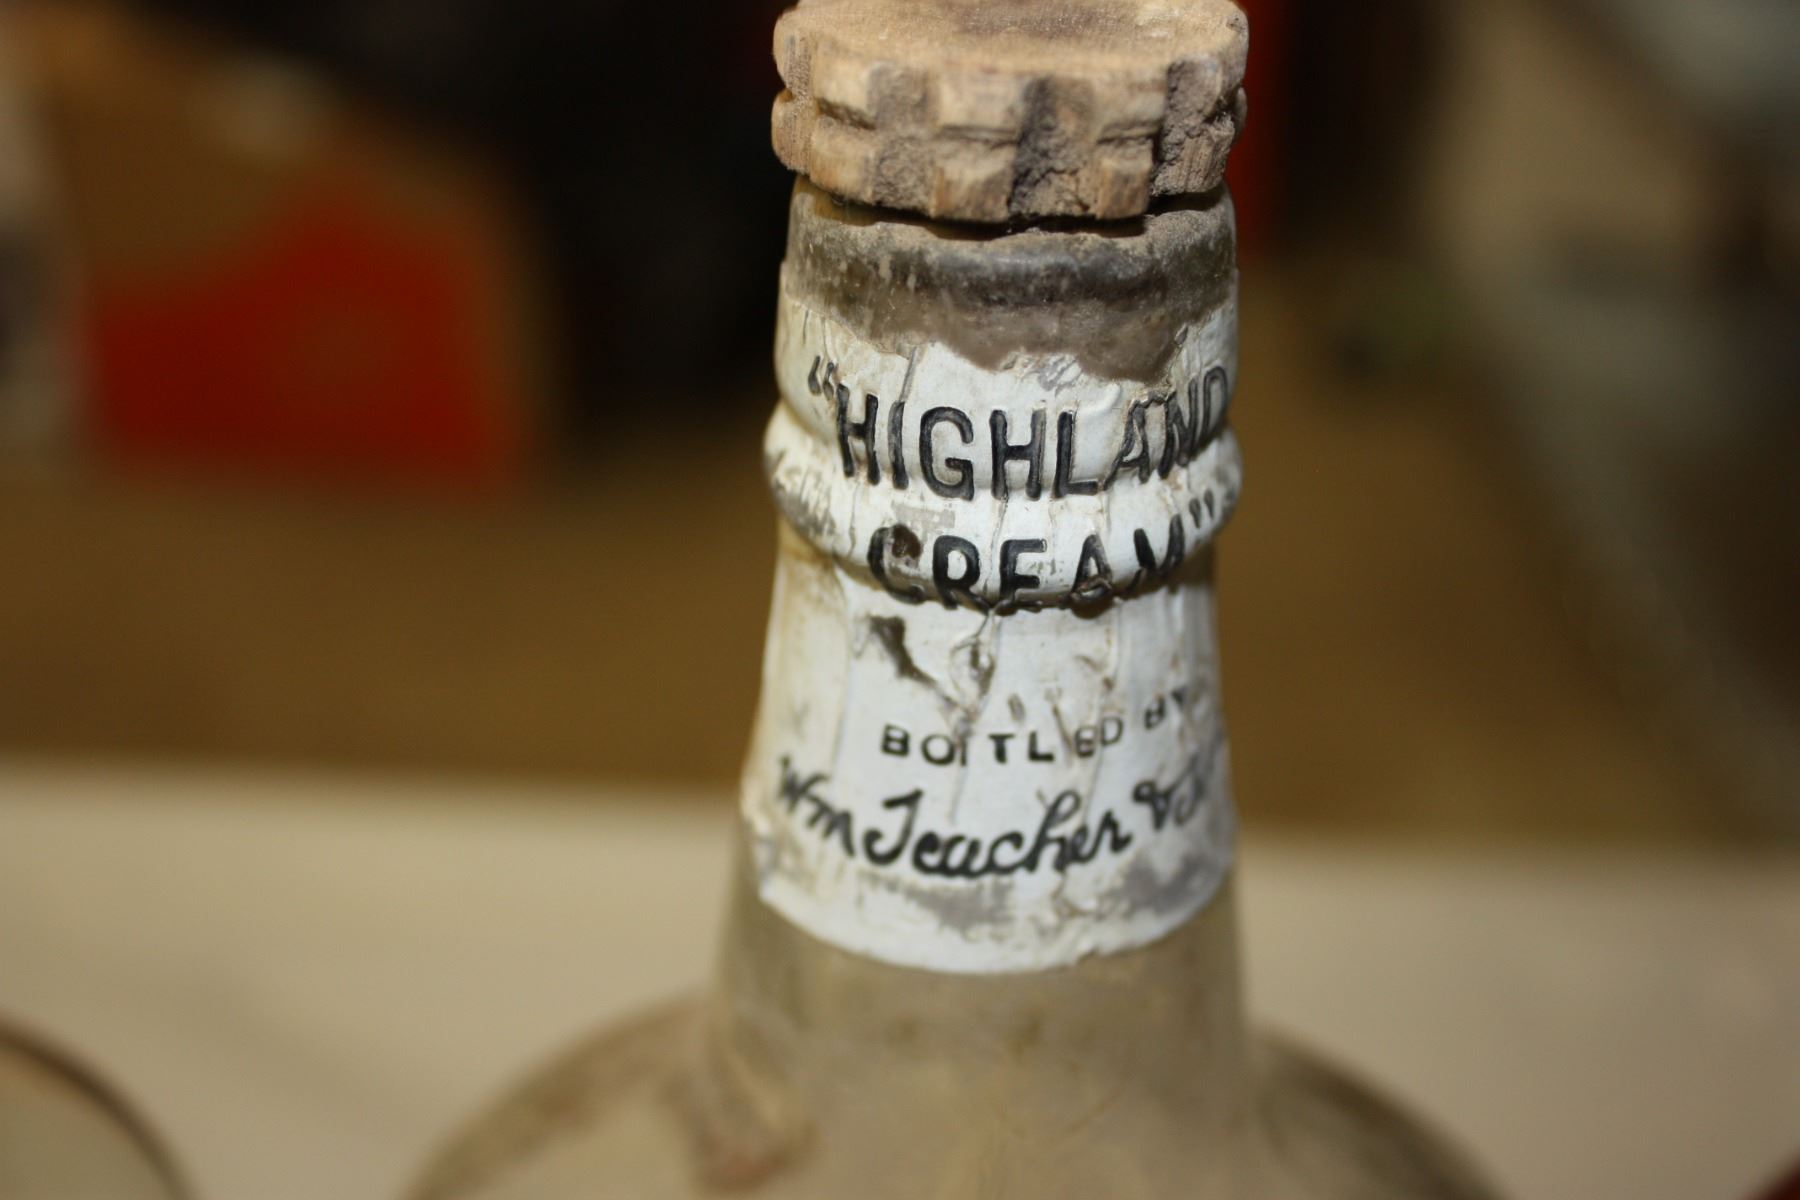 "HIGHLAND
CREAM"
BOTTLED BY
Wm Teacher &